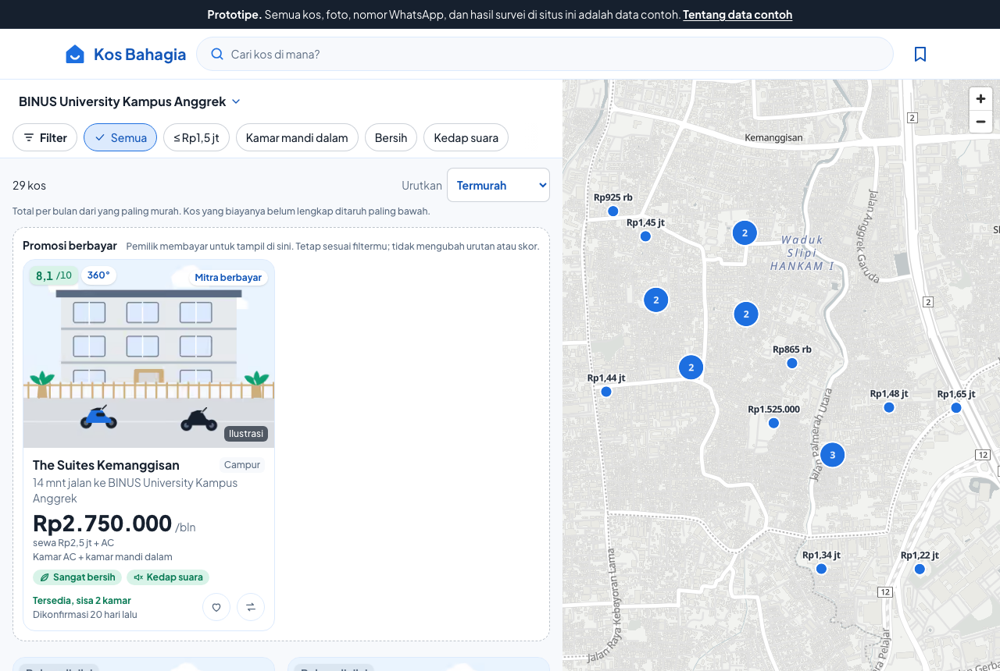 Prototipe. Semua kos, foto, nomor WhatsApp, dan hasil survei di situs ini adalah data contoh. Tentang data contoh
Kos Bahagia
Cari kos di mana?
BINUS University Kampus Anggrek
Filter
Semua
≤Rp1,5 jt
Kamar mandi dalam
Bersih
Kedap suara
29 kos
Urutkan
Termurah
Total per bulan dari yang paling murah. Kos yang biayanya belum lengkap ditaruh paling bawah.
Promosi berbayar
Pemilik membayar untuk tampil di sini. Tetap sesuai filtermu; tidak mengubah urutan atau skor.
8,1 /10
360°
Mitra berbayar
Ilustrasi
The Suites Kemanggisan
Campur
14 mnt jalan ke BINUS University Kampus
Anggrek
Rp2.750.000 /bln
sewa Rp2,5 jt + AC
Kamar AC + kamar mandi dalam
Sangat bersih
Kedap suara
Tersedia, sisa 2 kamar
Dikonfirmasi 20 hari lalu
+
−
2
Kemanggisan
Rp925 rb
Rp1,45 jt
2
Waduk
Slipi
HANKAM I
Jalan Anggrek Garuda
2
2
2
Rp865 rb
2
Rp1,44 jt
Rp1,48 jt
Rp1,65 jt
Rp1.525.000
Jalan Palmerah Utara
3
12
Rp1,34 jt
Rp1,22 jt
12
Jalan Raya Kebayoran Lama